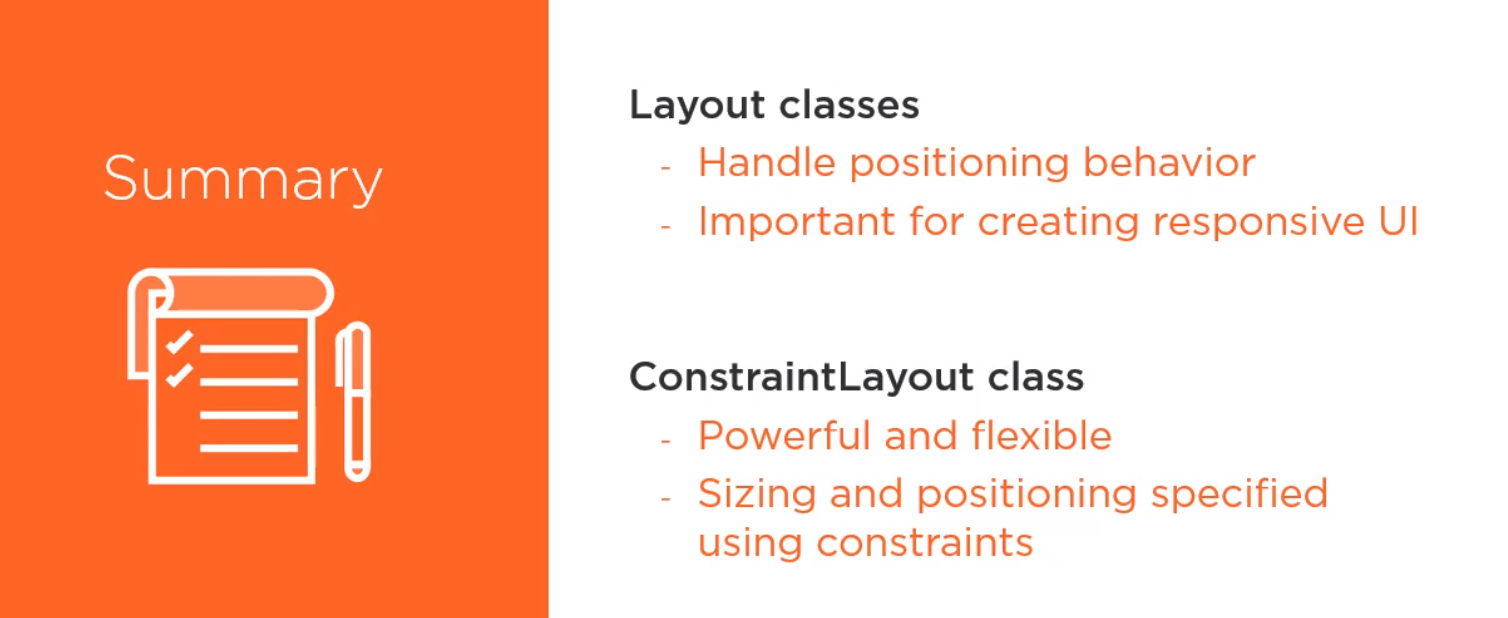 Summary
Layout classes
- Handle positioning behavior
- Important for creating responsive UI
ConstraintLayout class
- Powerful and flexible
- Sizing and positioning specified
using constraints